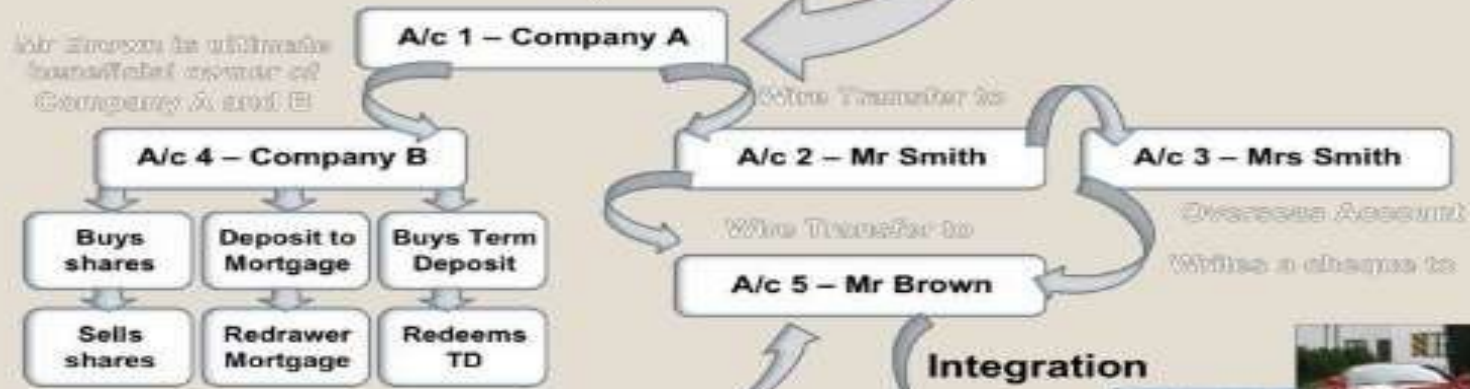 A/c 1 – Company A
Mr Brown is ultimate
beneficial owner of
Company A and B
Wire Transfer to
A/c 4 – Company B
A/c 2 – Mr Smith
A/c 3 – Mrs Smith
Buys
shares
Deposit to
Mortgage
Buys Term
Deposit
Wire Transfer to
Overseas Account
Writes a cheque to
A/c 5 – Mr Brown
Sells
shares
Redrawer
Mortgage
Redeems
TD
Integration